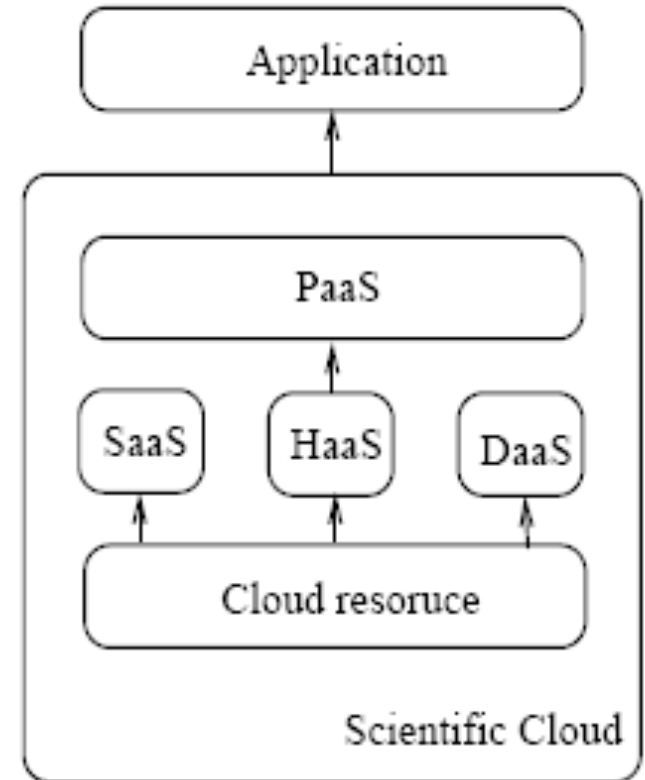 Application
PaaS
SaaS
HaaS
DaaS
Cloud resoruce
Scientific Cloud